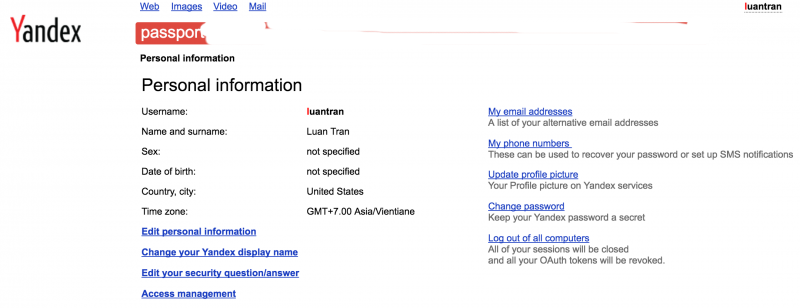 Web Images Video Mail luantran
Yandex
passport
Personal information
Personal information
Username: luantran
Name and surname: Luan Tran
Sex: not specified
Date of birth: not specified
Country, city: United States
Time zone: GMT+7.00 Asia/Vientiane
Edit personal information
Change your Yandex display name
Edit your security question/answer
Access management
My email addresses
A list of your alternative email addresses
My phone numbers
These can be used to recover your password or set up SMS notifications
Update profile picture
Your Profile picture on Yandex services
Change password
Keep your Yandex password a secret
Log out of all computers
All of your sessions will be closed
and all your OAuth tokens will be revoked.